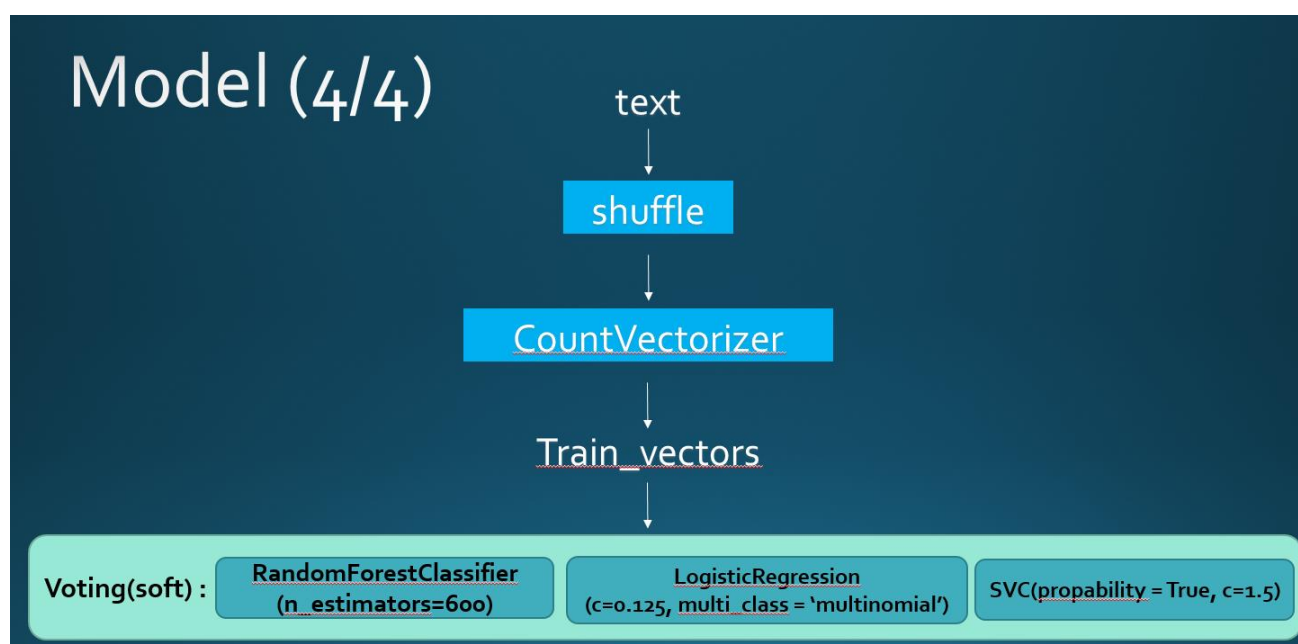 Model (4/4)
text
shuffle
CountVectorizer
Train_vectors
Voting(soft) :
RandomForestClassifier
(n_estimators=600)
LogisticRegression
(c=0.125, multi_class = ‘multinomial’)
SVC(propability = True, c=1.5)